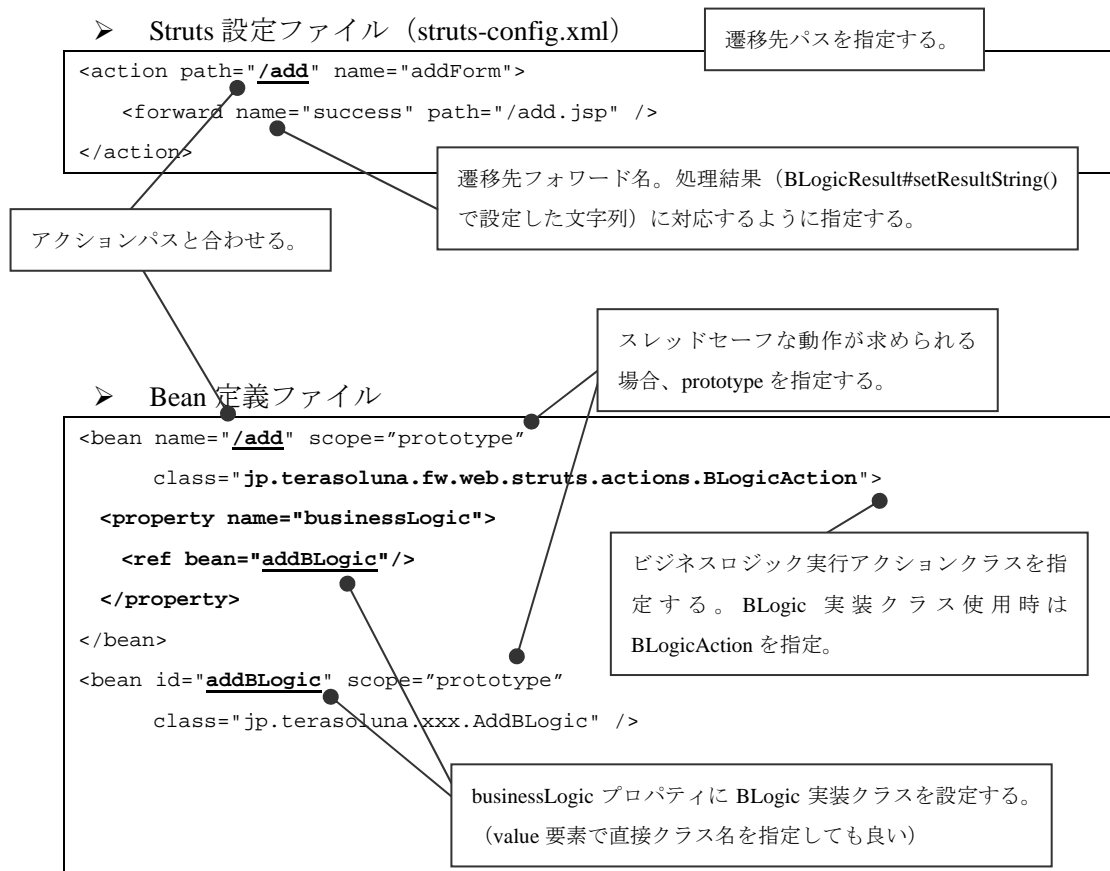 ➢ Struts 設定ファイル（struts-config.xml）
遷移先パスを指定する。
<action path="/add" name="addForm">
<forward name="success" path="/add.jsp" />
</action>
遷移先フォワード名。処理結果（BLogicResult#setResultString()
で設定した文字列）に対応するように指定する。
アクションパスと合わせる。
スレッドセーフな動作が求められる
場合、prototype を指定する。
➢ Bean 定義ファイル
<bean name="/add" scope=”prototype”
class="jp.terasoluna.fw.web.struts.actions.BLogicAction">
<property name="businessLogic">
<ref bean="addBLogic"/>
</property>
</bean>
ビジネスロジック実行アクションクラスを指
定する。BLogic 実装クラス使用時は
BLogicAction を指定。
<bean id="addBLogic" scope=”prototype”
class="jp.terasoluna.xxx.AddBLogic" />
businessLogic プロパティに BLogic 実装クラスを設定する。
（value 要素で直接クラス名を指定しても良い）